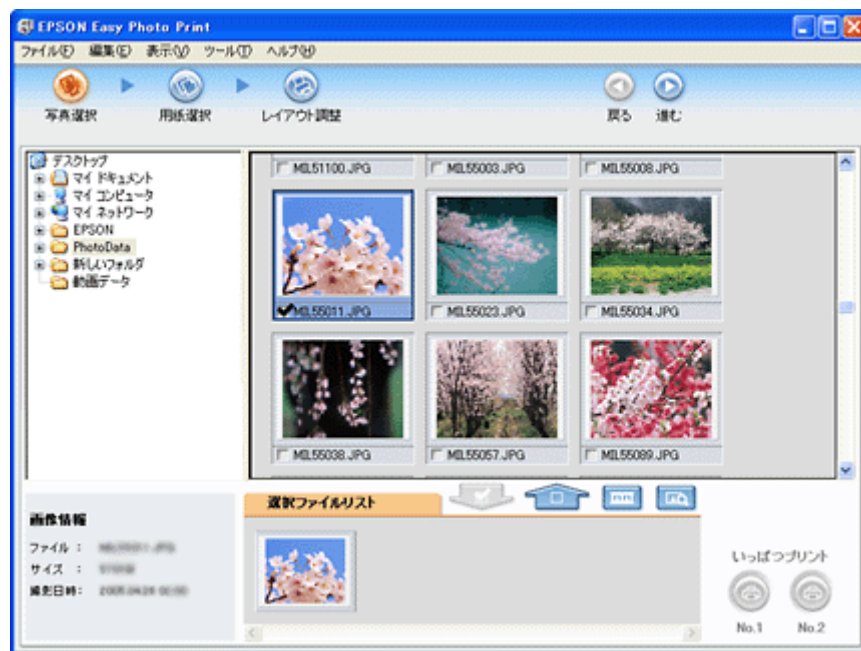 EPSON Easy Photo Print
ファイル(F) 編集(E) 表示(V) ツール(T) ヘルプ(H)
写真選択 用紙選択 レイアウト調整 戻る 進む
デスクトップ
マイ ドキュメント
マイ コンピュータ
マイ ネットワーク
EPSON
PhotoData
新しいフォルダ
動画データ
MIL51100.JPG MIL55003.JPG MIL55008.JPG
MIL55011.JPG MIL55023.JPG MIL55034.JPG
MIL55038.JPG MIL55057.JPG MIL55089.JPG
選択ファイルリスト
画像情報
ファイル :
サイズ :
撮影日時:
いっぱつプリント
No.1 No.2